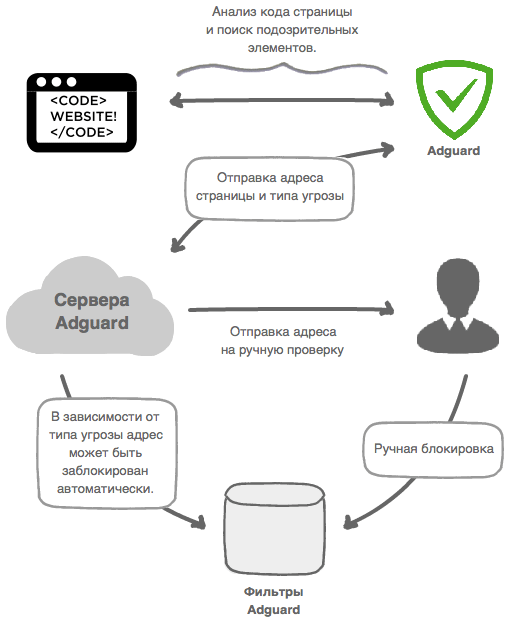 Анализ кода страницы
и поиск подозрительных
элементов.
<CODE>
WEBSITE!
</CODE>
Adguard
Отправка адреса
страницы и типа угрозы
Сервера
Adguard
Отправка адреса
на ручную проверку
В зависимости от
типа угрозы адрес
может быть
заблокирован
автоматически.
Ручная блокировка
Фильтры
Adguard